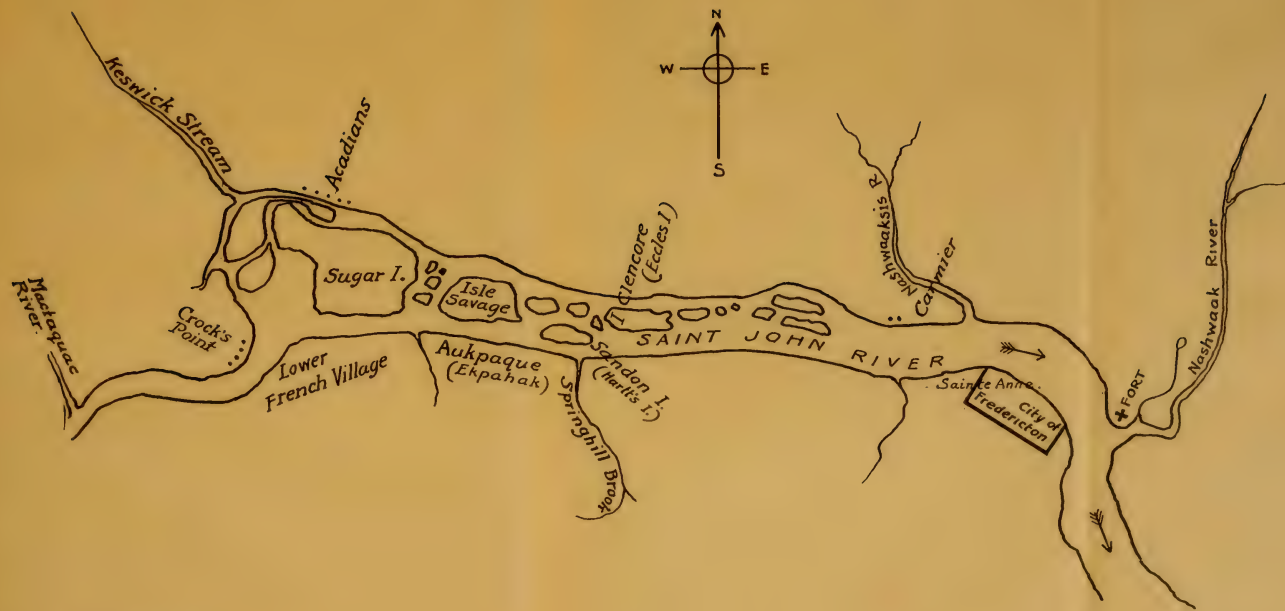 N
W E
S
Keswick Stream
Acadians
Mactaquac
River.
Crock's
Point
Sugar I.
Isle
Savage
Clencore
(Eccles I)
Nashwaaksis R
Carmier
Nashwaak River
SAINT JOHN RIVER
Lower
French Village
Aukpaque
(Ekpahak)
Sandon I.
(Hartt's I.)
Springhill Brook
Sainte Anne.
City of
Fredericton
FORT